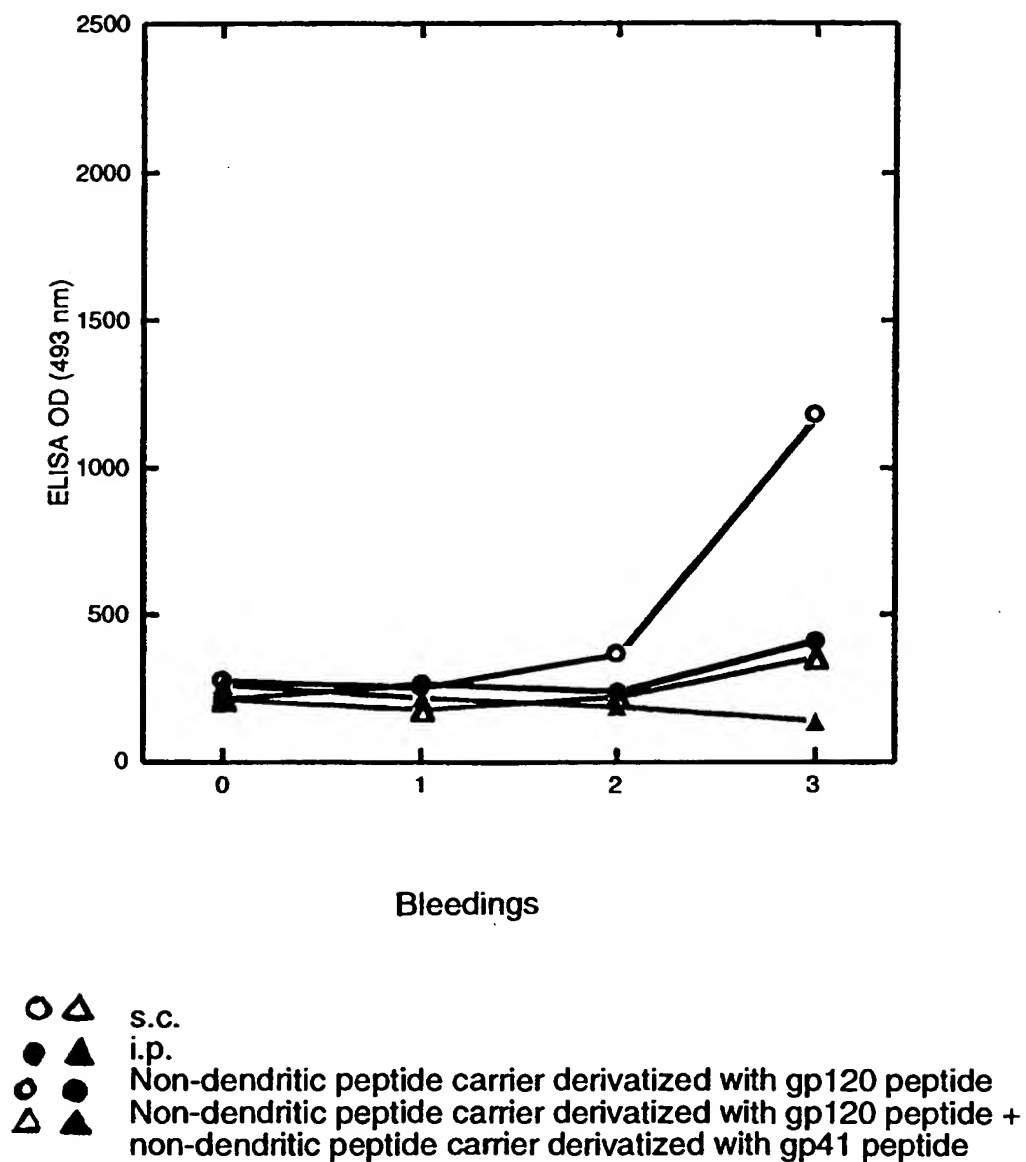 2500
2000
1500
1000
500
0
ELISA OD (493 nm)
0 1 2 3
Bleedings
s.c.
i.p.
Non-dendritic peptide carrier derivatized with gp120 peptide
Non-dendritic peptide carrier derivatized with gp120 peptide +
non-dendritic peptide carrier derivatized with gp41 peptide